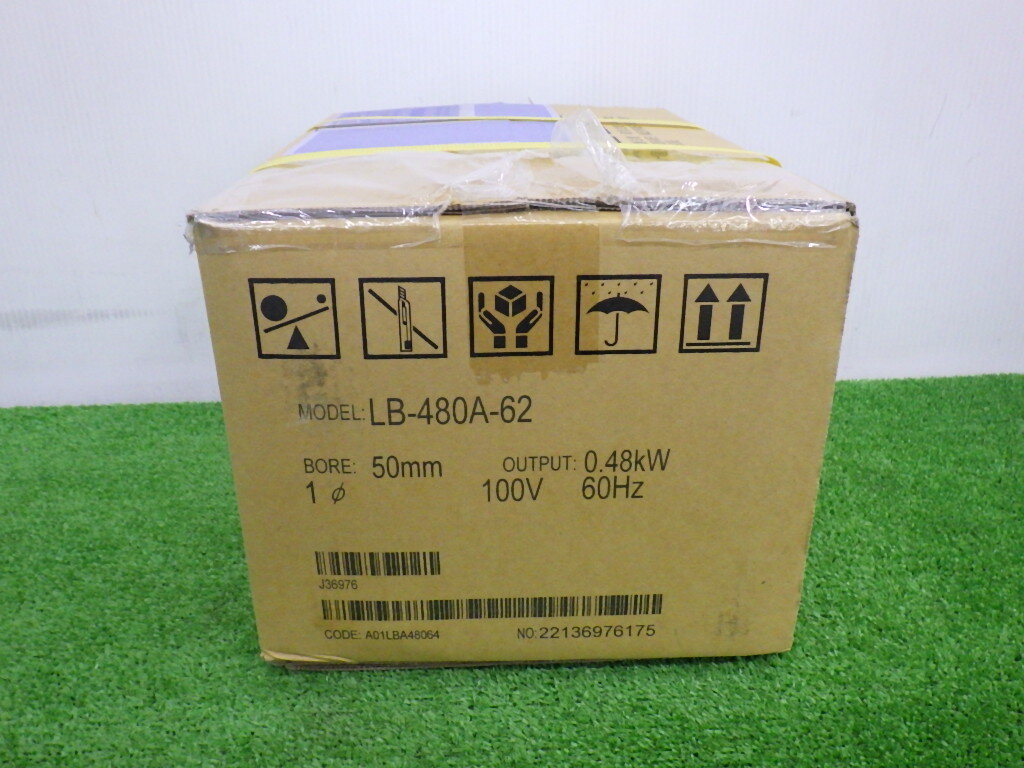 MODEL: LB-480A-62
BORE: 50mm OUTPUT: 0.48kW
1 ϕ 100V 60Hz
J36976
CODE: A01LBA48064 NO: 22136976175